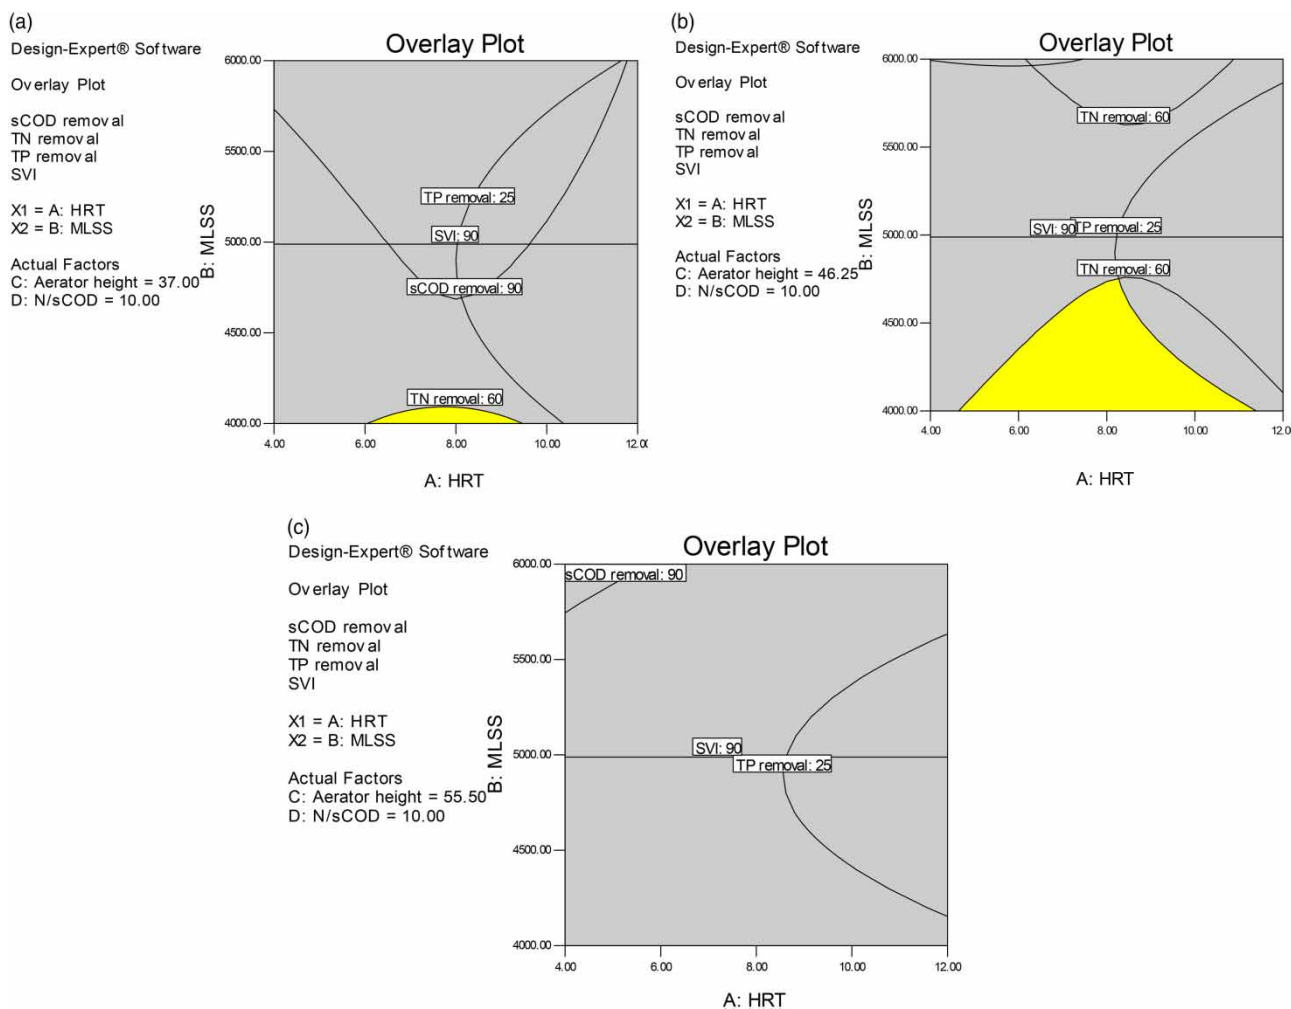 (a)
Design-Expert® Software
Overlay Plot
sCOD removal
TN removal
TP removal
SVI
X1 = A: HRT
X2 = B: MLSS
Actual Factors
C: Aerator height = 37.00
D: N/sCOD = 10.00
Overlay Plot
B: MLSS
6000.00
5500.00
5000.00
4500.00
4000.00
TP removal: 25
SVI: 90
sCOD removal: 90
TN removal: 60
4.00 6.00 8.00 10.00 12.0
A: HRT
(b)
Design-Expert® Software
Overlay Plot
sCOD removal
TN removal
TP removal
SVI
X1 = A: HRT
X2 = B: MLSS
Actual Factors
C: Aerator height = 46.25
D: N/sCOD = 10.00
Overlay Plot
B: MLSS
6000.00
5500.00
5000.00
4500.00
4000.00
TN removal: 60
SVI: 90
TP removal: 25
TN removal: 60
4.00 6.00 8.00 10.00 12.00
A: HRT
(c)
Design-Expert® Software
Overlay Plot
sCOD removal
TN removal
TP removal
SVI
X1 = A: HRT
X2 = B: MLSS
Actual Factors
C: Aerator height = 55.50
D: N/sCOD = 10.00
Overlay Plot
B: MLSS
6000.00
5500.00
5000.00
4500.00
4000.00
sCOD removal: 90
SVI: 90
TP removal: 25
4.00 6.00 8.00 10.00 12.00
A: HRT